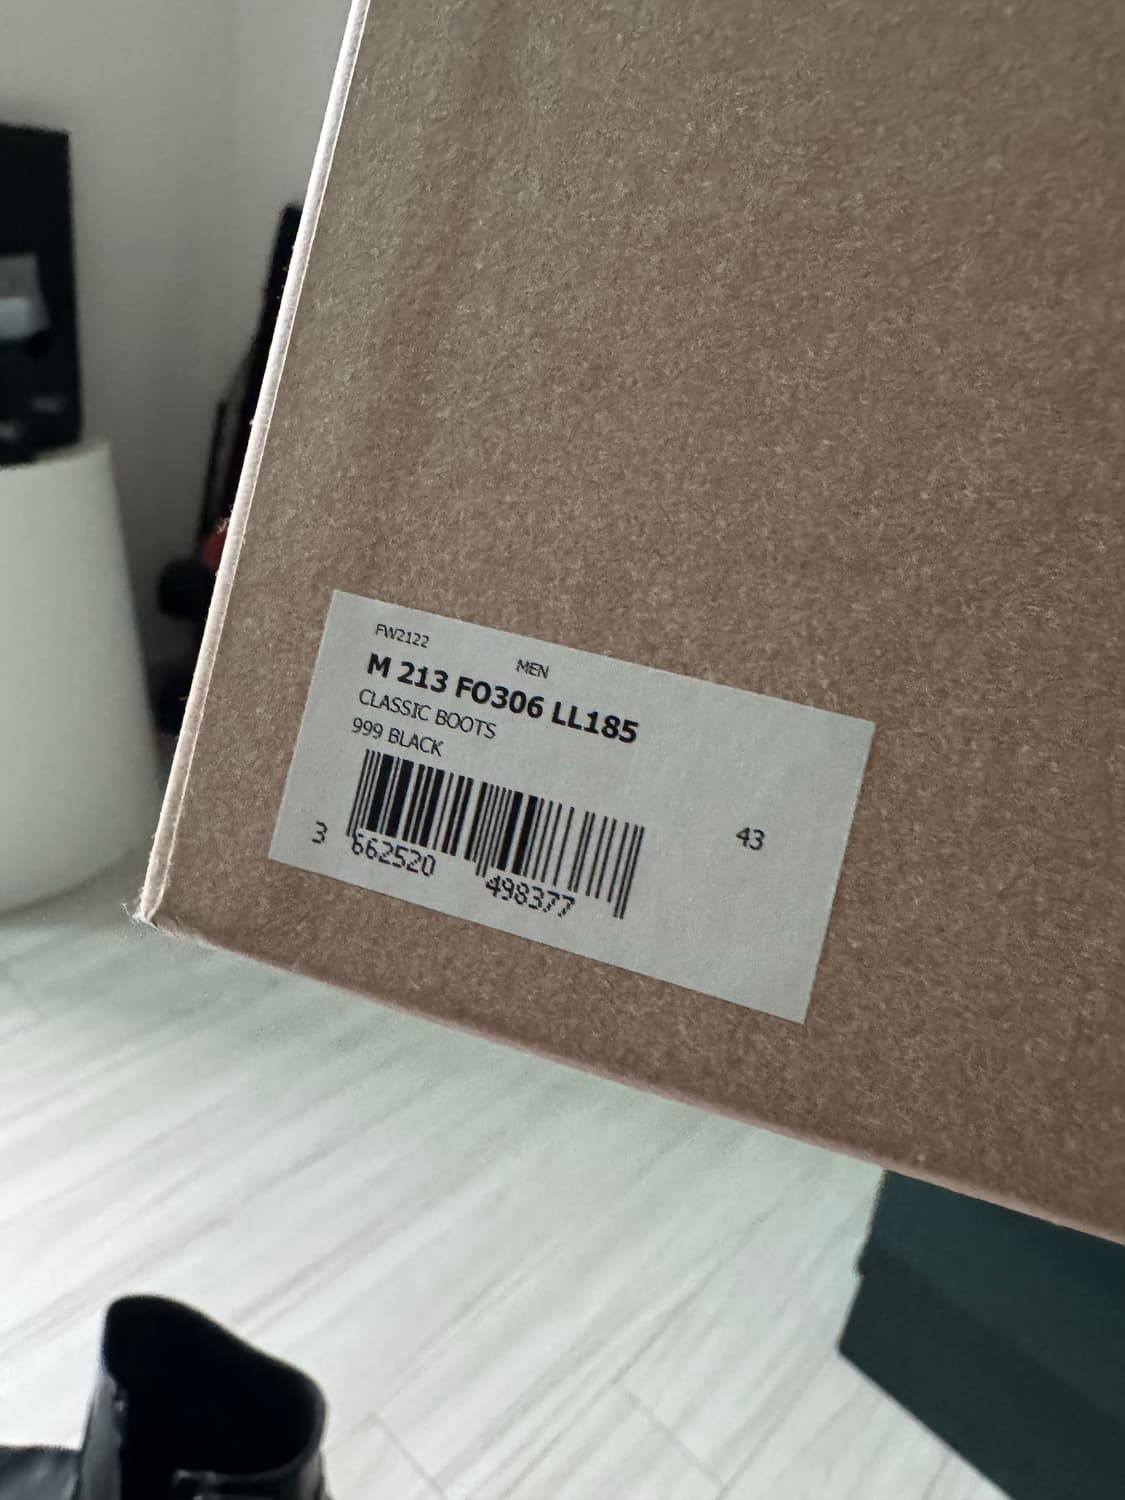 FW2122
MEN
M 213 FO306 LL185
CLASSIC BOOTS
999 BLACK
43
3 662520 498377